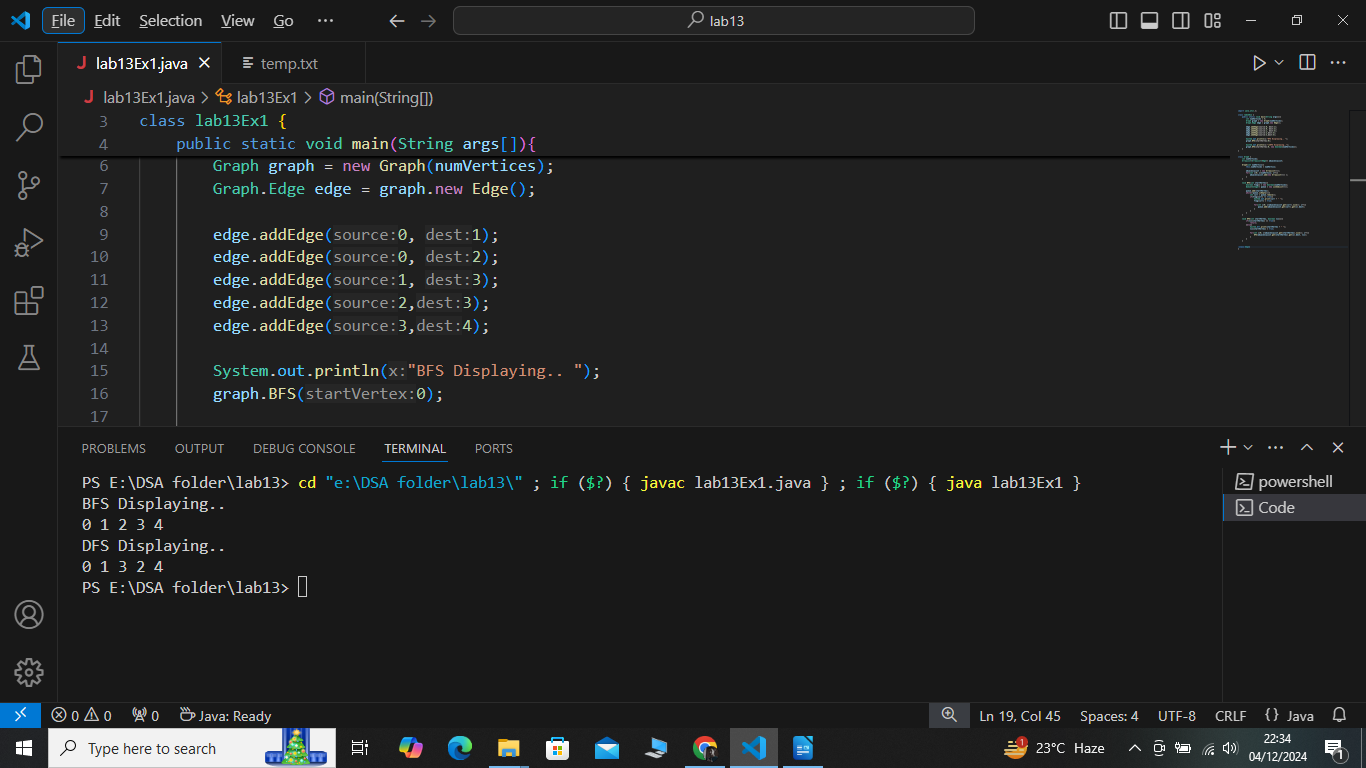 File Edit Selection View Go ··· lab13
lab13Ex1.java temp.txt
lab13Ex1.java > lab13Ex1 > main(String[])
3 class lab13Ex1 {
4 public static void main(String args[]){
6 Graph graph = new Graph(numVertices);
7 Graph.Edge edge = graph.new Edge();
8
9 edge.addEdge(source:0, dest:1);
10 edge.addEdge(source:0, dest:2);
11 edge.addEdge(source:1, dest:3);
12 edge.addEdge(source:2,dest:3);
13 edge.addEdge(source:3,dest:4);
14
15 System.out.println(x:"BFS Displaying.. ");
16 graph.BFS(startVertex:0);
17
PROBLEMS OUTPUT DEBUG CONSOLE TERMINAL PORTS
PS E:\DSA folder\lab13> cd "e:\DSA folder\lab13\" ; if ($?) { javac lab13Ex1.java } ; if ($?) { java lab13Ex1 }
BFS Displaying..
0 1 2 3 4
DFS Displaying..
0 1 3 2 4
PS E:\DSA folder\lab13>
powershell
Code
0 0 0 Java: Ready Ln 19, Col 45 Spaces: 4 UTF-8 CRLF {} Java
Type here to search 1 23°C Haze 22:34
04/12/2024 1